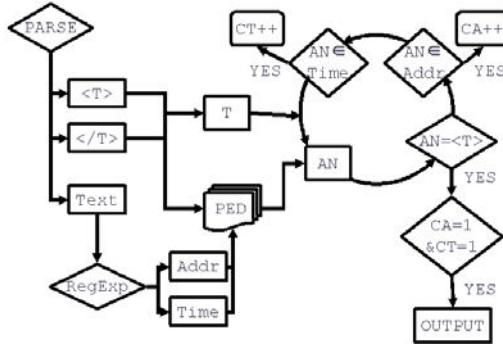 PARSE
CT++
AN∈
Time
AN∈
Addr
CA++
YES
YES
<T>
T
</T>
AN=<T>
AN
YES
Text
PED
CA=1
&CT=1
RegExp
Addr
Time
YES
OUTPUT